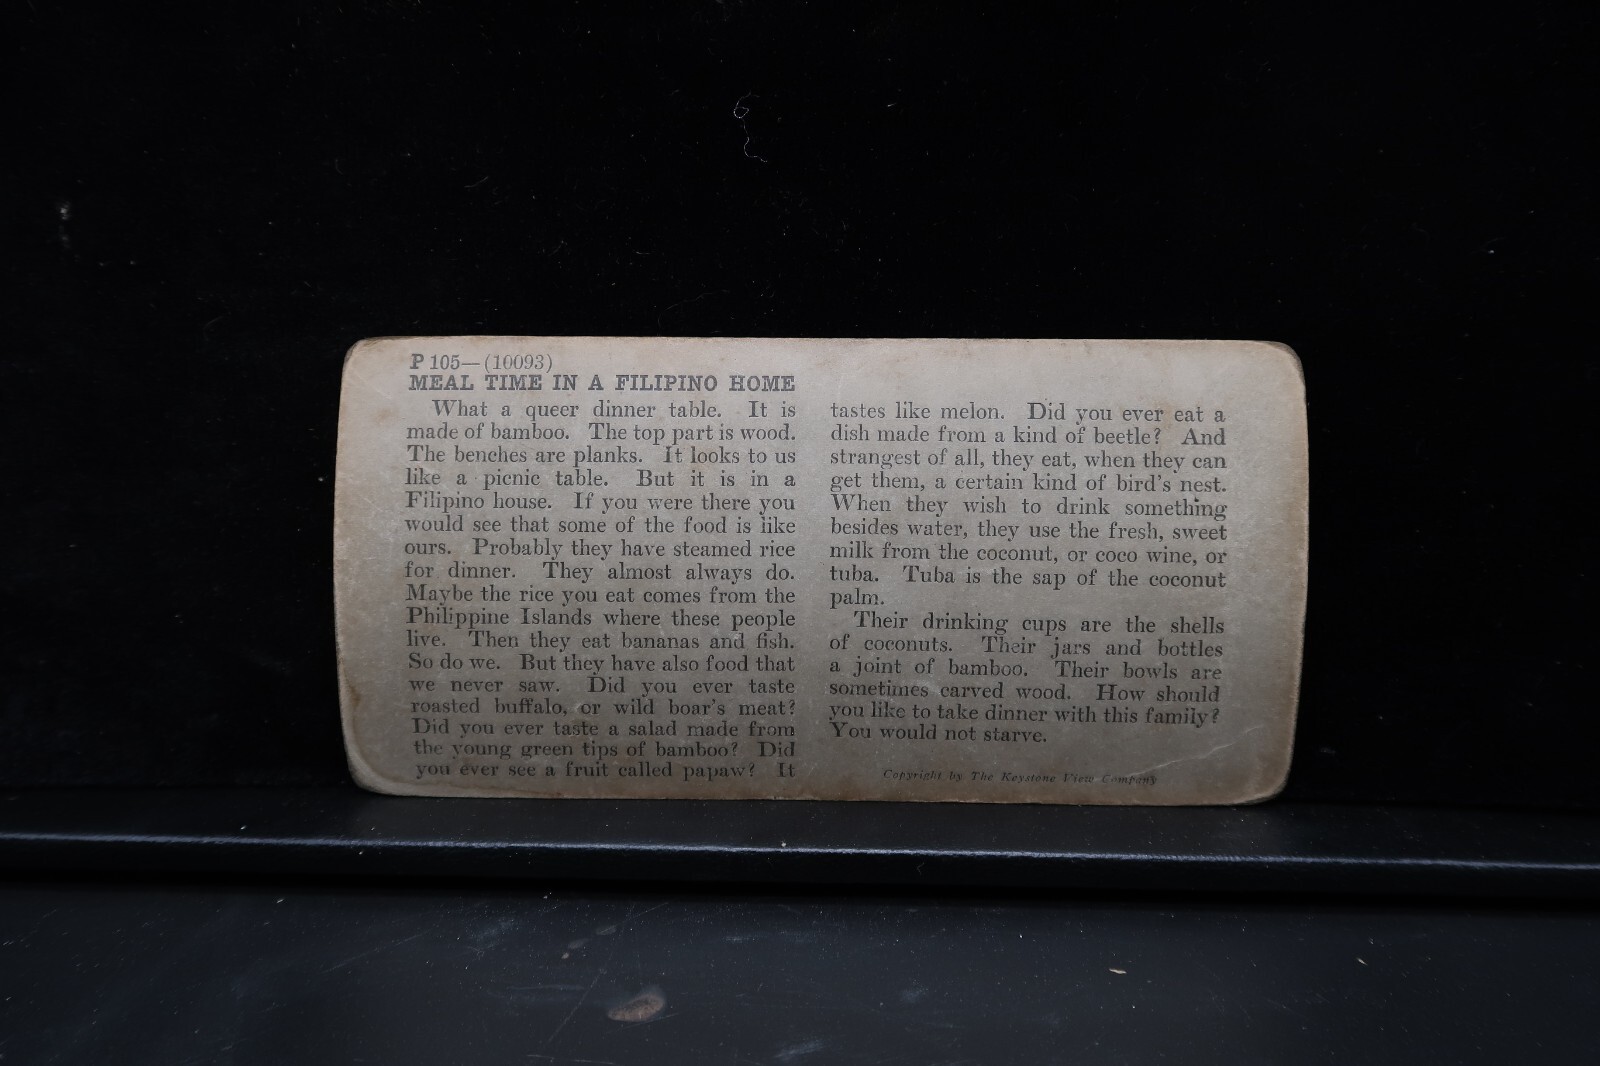 P 105—(10093)
MEAL TIME IN A FILIPINO HOME
What a queer dinner table. It is
made of bamboo. The top part is wood.
The benches are planks. It looks to us
like a picnic table. But it is in a
Filipino house. If you were there you
would see that some of the food is like
ours. Probably they have steamed rice
for dinner. They almost always do.
Maybe the rice you eat comes from the
Philippine Islands where these people
live. Then they eat bananas and fish.
So do we. But they have also food that
we never saw. Did you ever taste
roasted buffalo, or wild boar's meat?
Did you ever taste a salad made from
the young green tips of bamboo? Did
you ever see a fruit called papaw? It
tastes like melon. Did you ever eat a
dish made from a kind of beetle? And
strangest of all, they eat, when they can
get them, a certain kind of bird's nest.
When they wish to drink something
besides water, they use the fresh, sweet
milk from the coconut, or coco wine, or
tuba. Tuba is the sap of the coconut
palm.
Their drinking cups are the shells
of coconuts. Their jars and bottles
a joint of bamboo. Their bowls are
sometimes carved wood. How should
you like to take dinner with this family?
You would not starve.
Copyright by The Keystone View Company